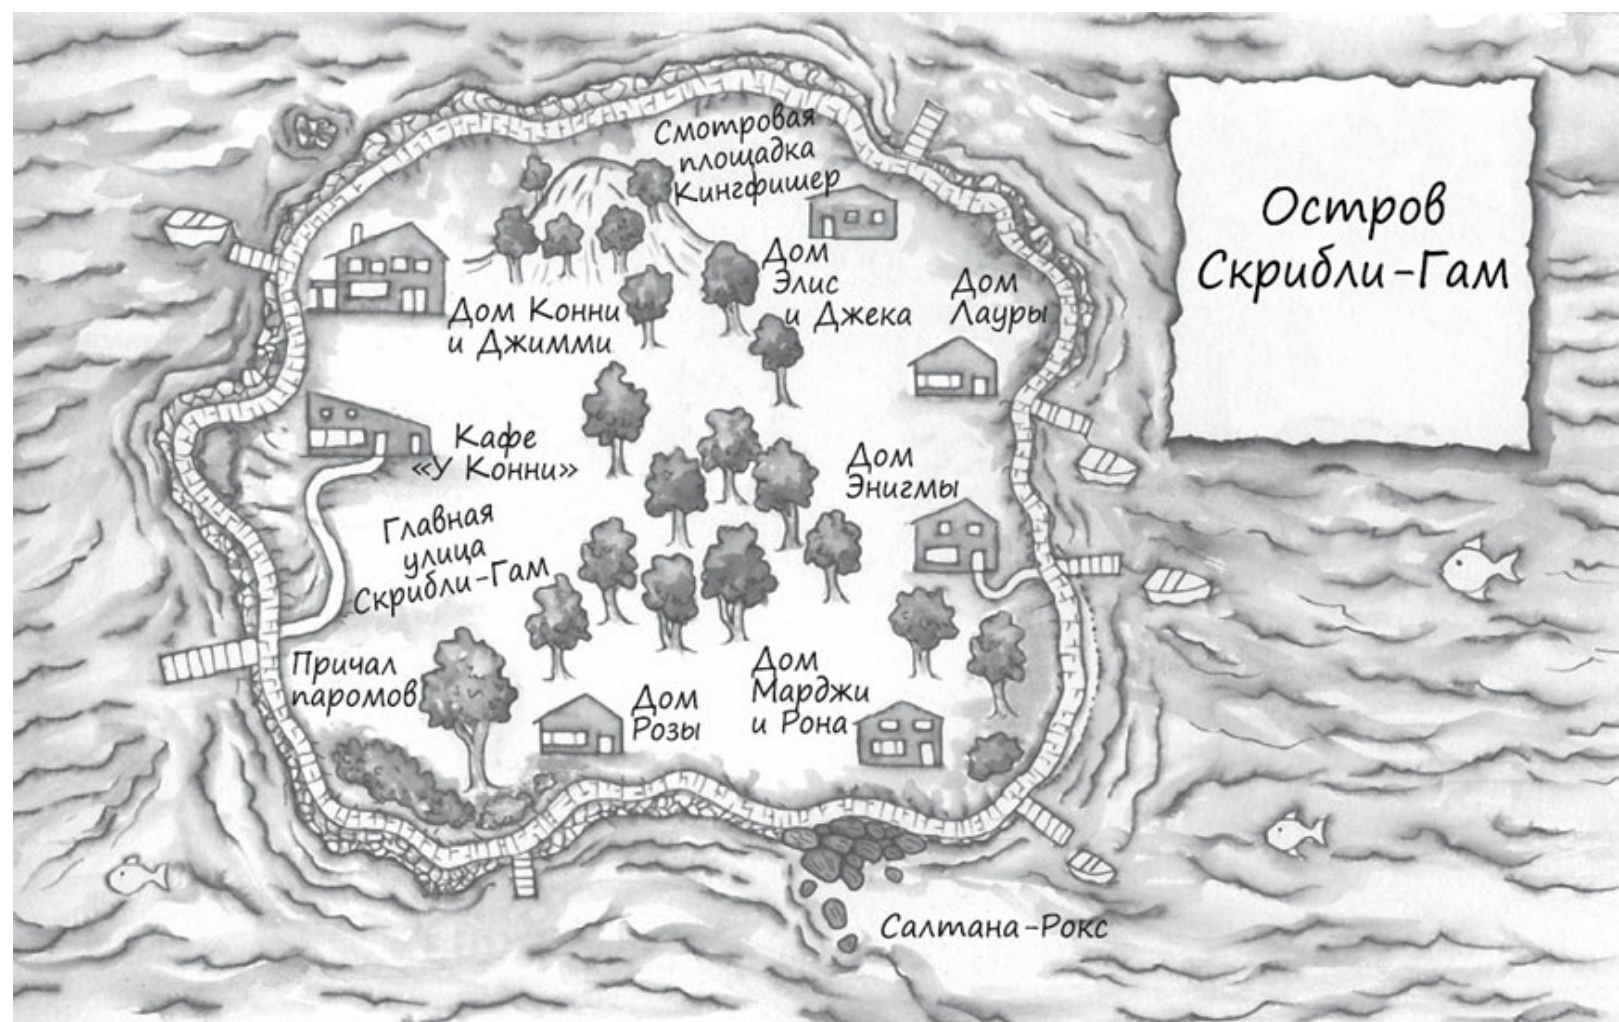 Остров
Скрибли-Гам
Смотровая
площадка
Кингфишер
Дом
Элис
и Джека
Дом
Лауры
Дом Конни
и Джимми
Кафе
«У Конни»
Дом
Энигмы
Главная
улица
Скрибли-Гам
Причал
паромов
Дом
Розы
Дом
Марджи
и Рона
Салтана-Рокс